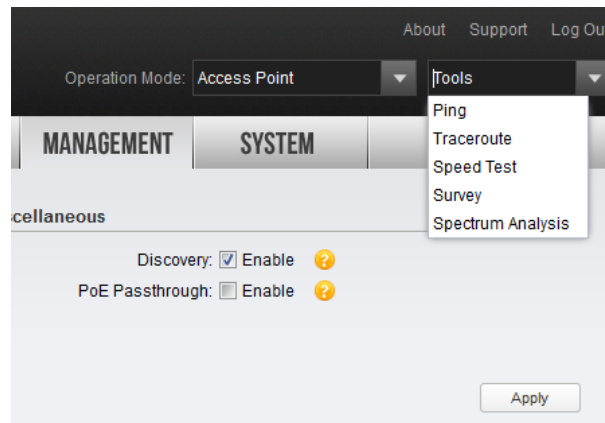 About Support Log Ou
Operation Mode: Access Point Tools
Ping
Traceroute
Speed Test
Survey
Spectrum Analysis
MANAGEMENT SYSTEM
scellaneous
Discovery: Enable ?
PoE Passthrough: Enable ?
Apply